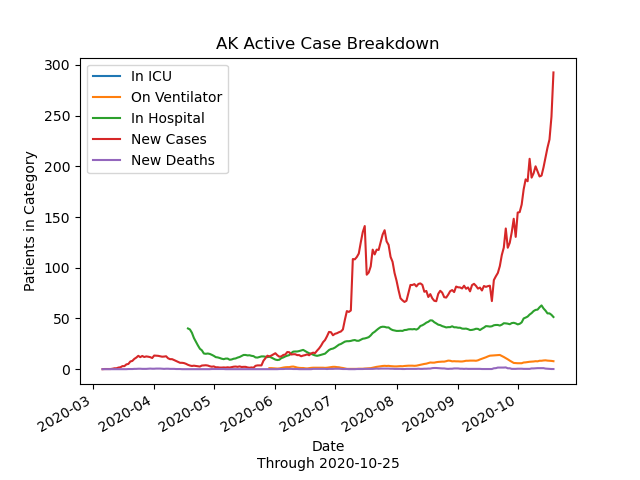 AK Active Case Breakdown
In ICU
On Ventilator
In Hospital
New Cases
New Deaths
Patients in Category
300
250
200
150
100
50
0
2020-03
2020-04
2020-05
2020-06
2020-07
2020-08
2020-09
2020-10
Date
Through 2020-10-25